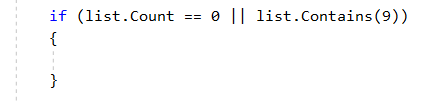 if (list.Count == 0 || list.Contains(9))
{
}